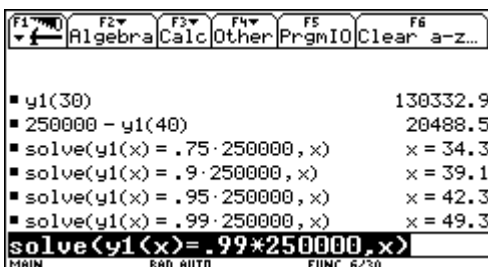 F1 F2 Algebra F3 Calc F4 Other F5 PrgmIO F6 Clear a-z…
▪ y1(30) 130332.9
▪ 250000 - y1(40) 20488.5
▪ solve(y1(x) = .75·250000, x) x = 34.3
▪ solve(y1(x) = .9·250000, x) x = 39.1
▪ solve(y1(x) = .95·250000, x) x = 42.3
▪ solve(y1(x) = .99·250000, x) x = 49.3
solve(y1(x)=.99*250000,x)
MAIN RAD AUTO FUNC 6/30